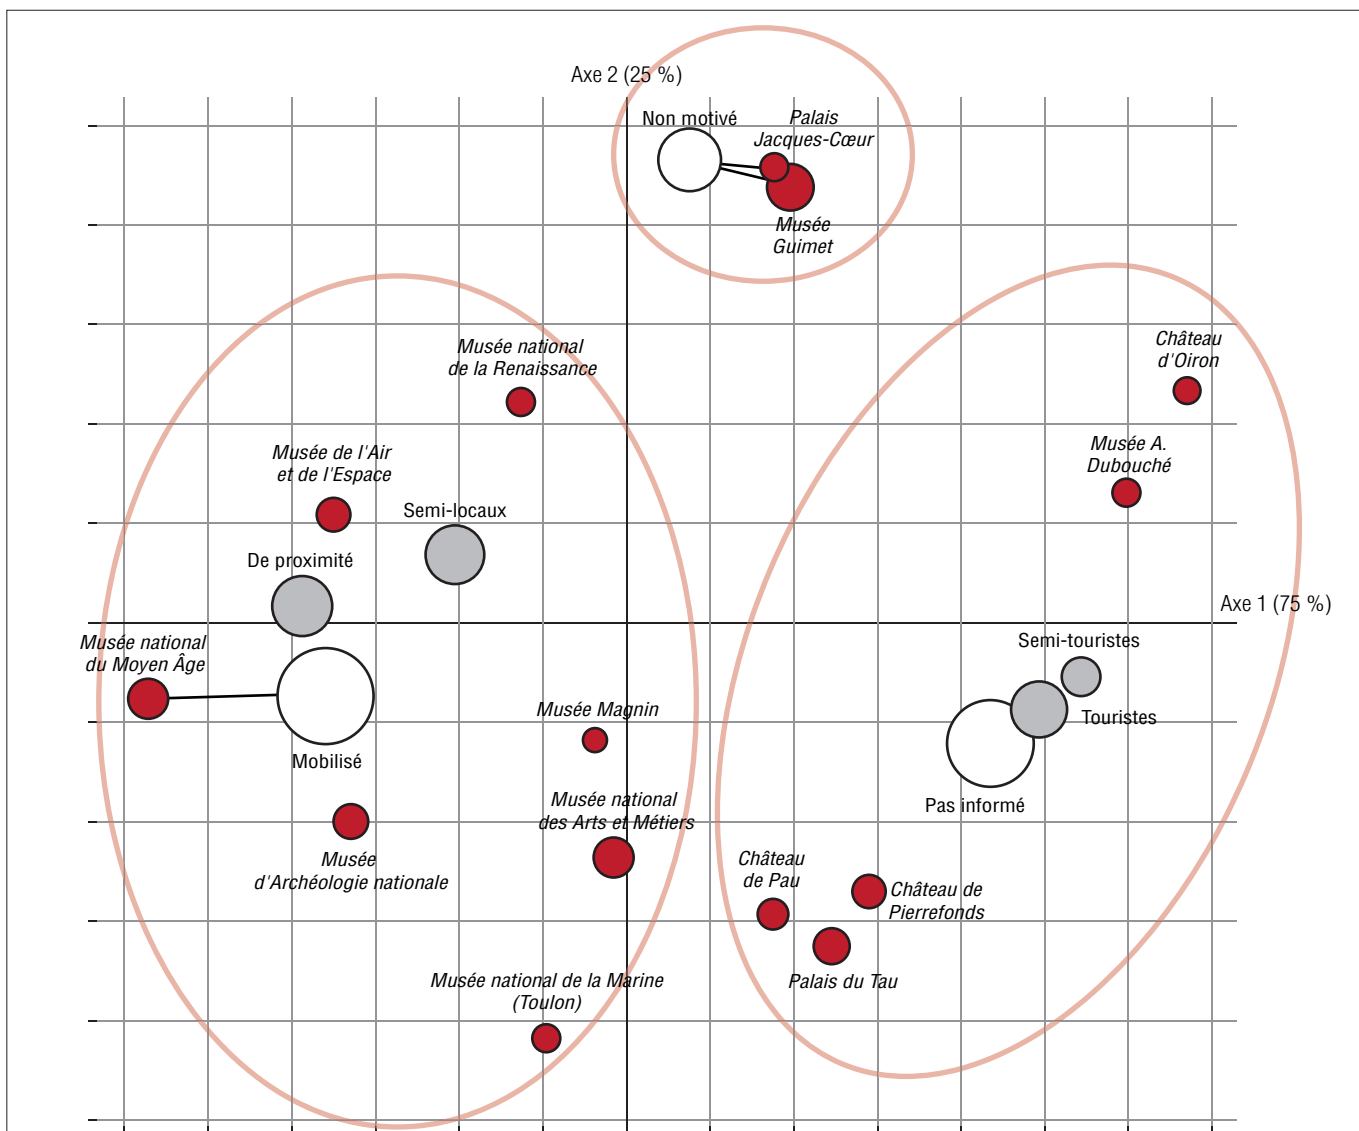 Axe 2 (25 %)
Non motivé
Palais
Jacques-Cœur
Musée
Guimet
Musée national
de la Renaissance
Château
d'Oiron
Musée de l'Air
et de l'Espace
Musée A.
Dubouché
Semi-locaux
De proximité
Axe 1 (75 %)
Musée national
du Moyen Âge
Semi-touristes
Touristes
Musée Magnin
Mobilisé
Pas informé
Musée national
des Arts et Métiers
Musée
d'Archéologie nationale
Château
de Pau
Château de
Pierrefonds
Palais du Tau
Musée national de la Marine
(Toulon)